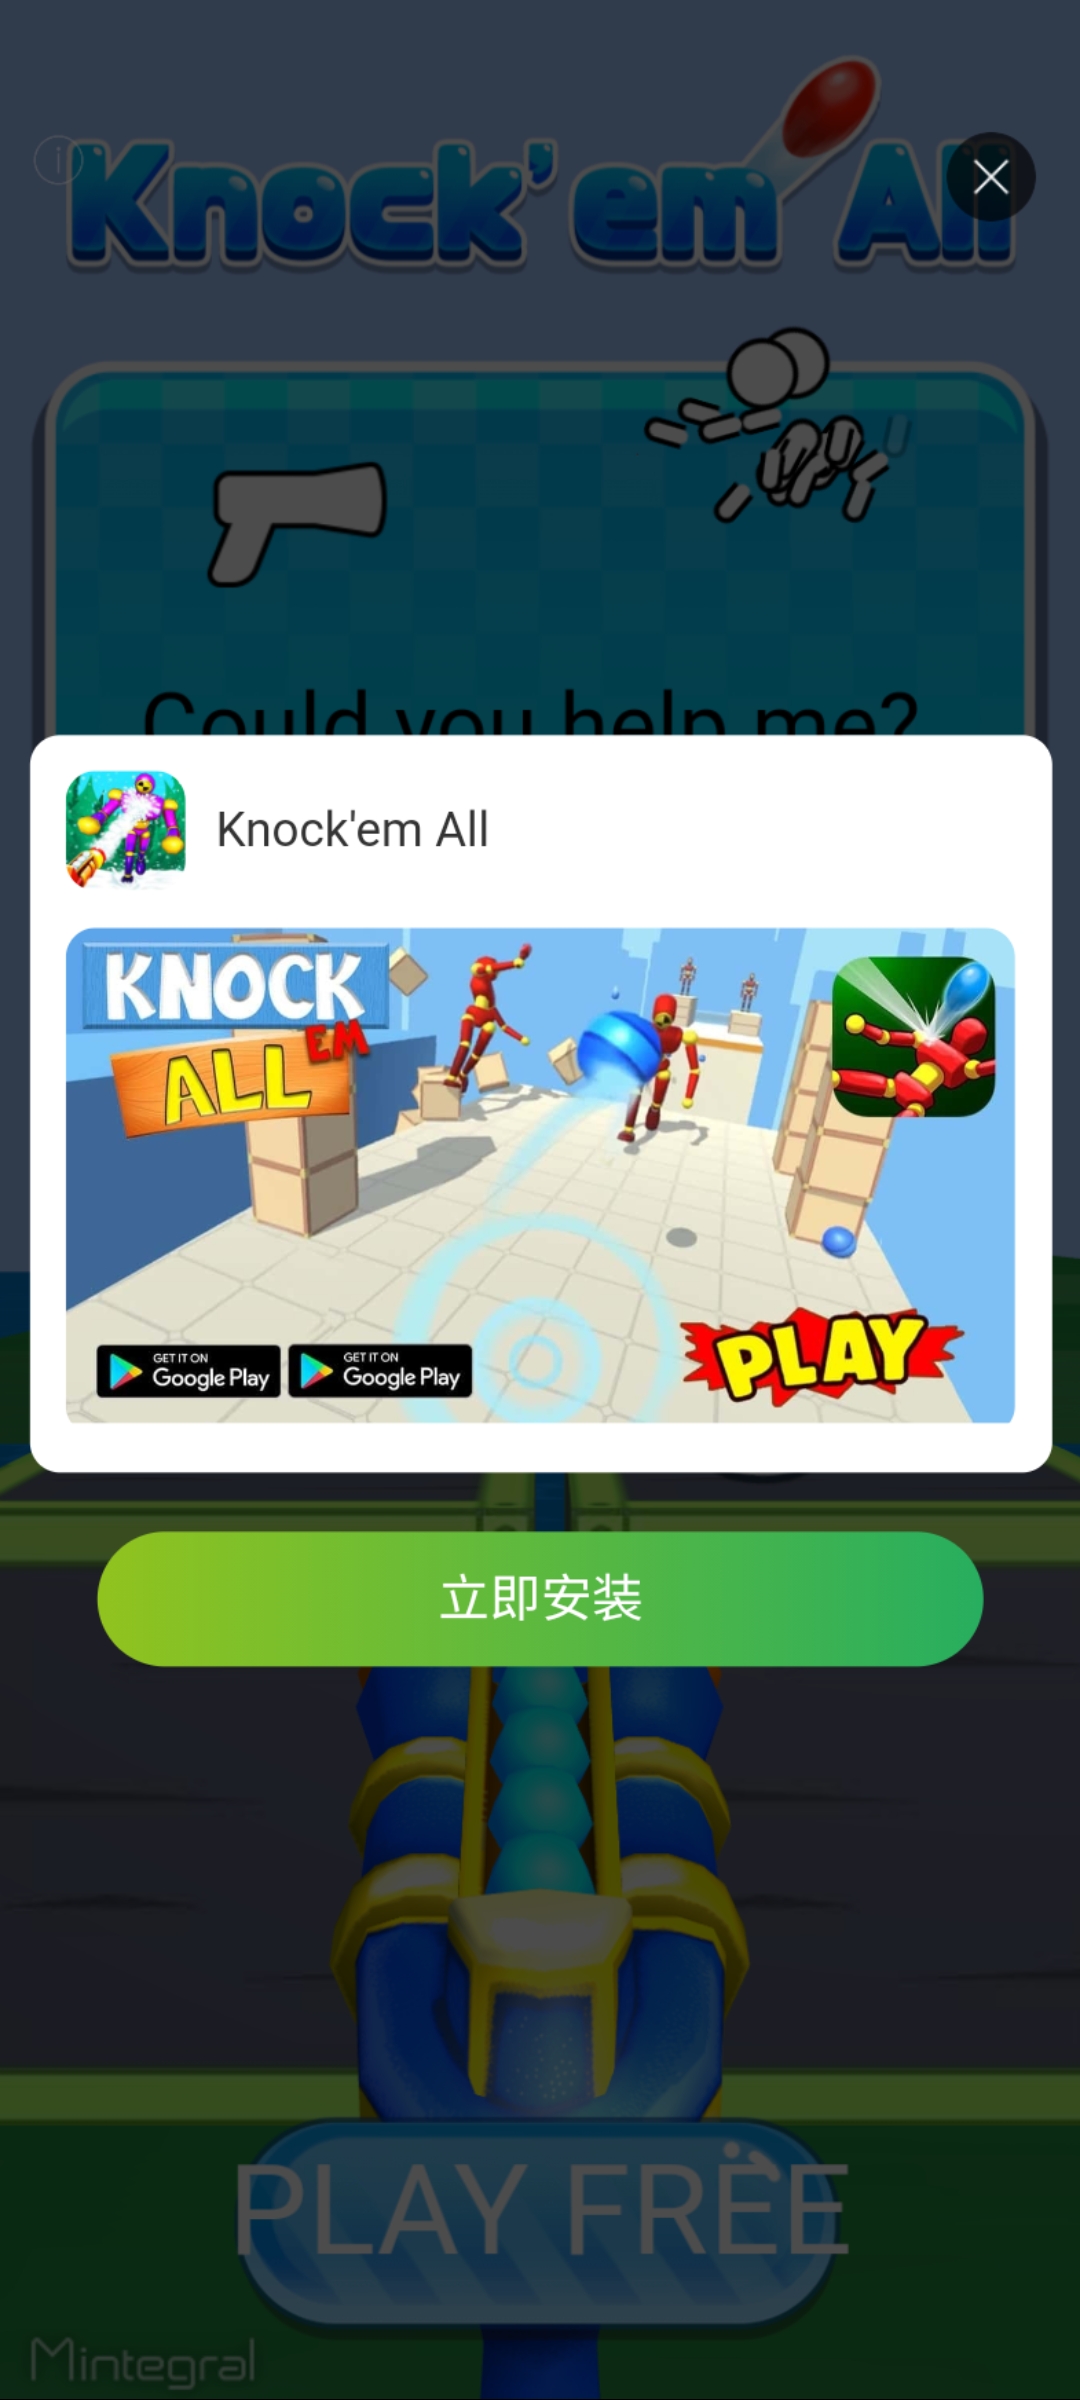 Knock'em All
Could you help me?
Knock'em All
KNOCK
EM
ALL
GET IT ON
Google Play
GET IT ON
Google Play
PLAY
立即安装
PLAY FREE
Mintegral